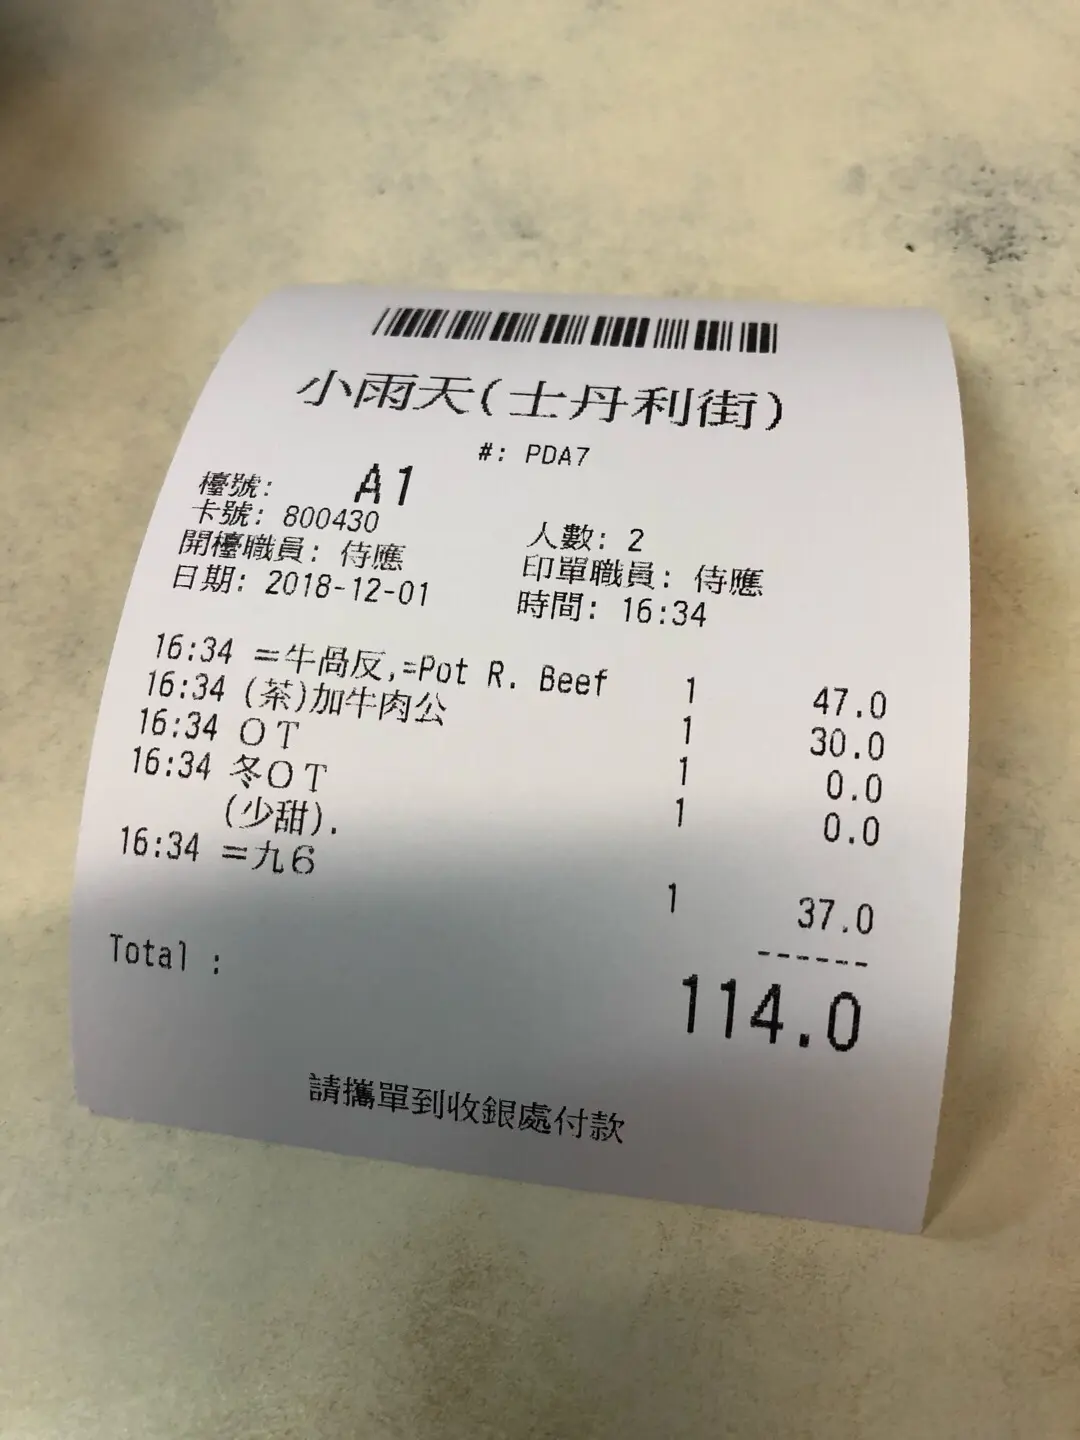 小雨天(士丹利街)
#: PDA7
檯號: A1
卡號: 800430 人數: 2
開檯職員: 侍應 印單職員: 侍應
日期: 2018-12-01 時間: 16:34
16:34 =牛咼反,=Pot R. Beef 1 47.0
16:34 (茶)加牛肉公 1 30.0
16:34 OT 1 0.0
16:34 冬OT 1 0.0
(少甜).
16:34 =九6 1 37.0
------
Total : 114.0
請攜單到收銀處付款